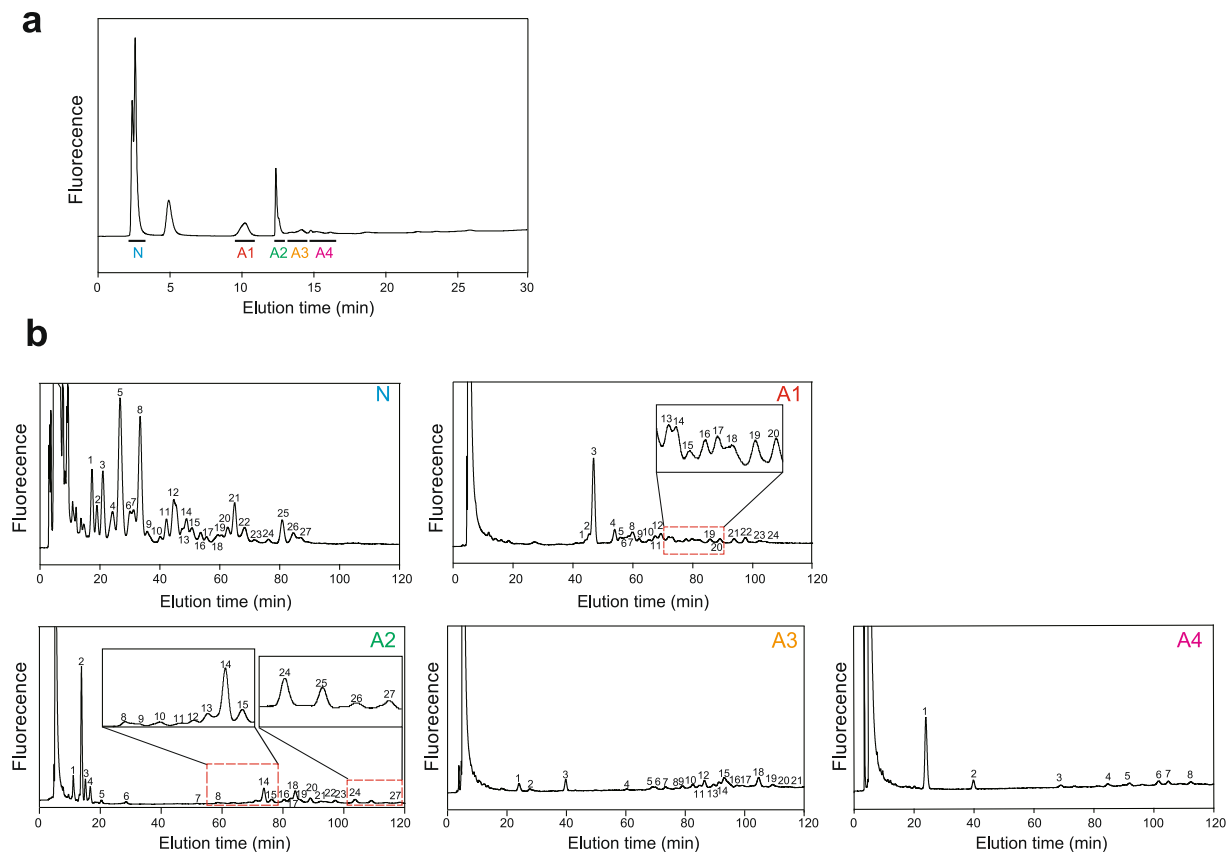 a
Fluorecence
N
A1
A2
A3
A4
0 5 10 15 20 25 30
Elution time (min)
b
N
Fluorecence
1 2 3 4 5 6 7 8 9 10 11 12 13 14 15 16 17 18 19 20 21 22 23 24 25 26 27
0 20 40 60 80 100 120
Elution time (min)
A1
Fluorecence
13 14 15 16 17 18 19 20
1 2 3 4 5 6 7 8 9 10 11 12 19 20 21 22 23 24
0 20 40 60 80 100 120
Elution time (min)
A2
Fluorecence
8 9 10 11 12 13 14 15
24 25 26 27
1 2 3 4 5 6 7 8 14 15 16 17 18 19 20 21 22 23 24 27
0 20 40 60 80 100 120
Elution time (min)
A3
Fluorecence
1 2 3 4 5 6 7 8 9 10 11 12 13 14 15 16 17 18 19 20 21
0 20 40 60 80 100 120
Elution time (min)
A4
Fluorecence
1 2 3 4 5 6 7 8
0 20 40 60 80 100 120
Elution time (min)